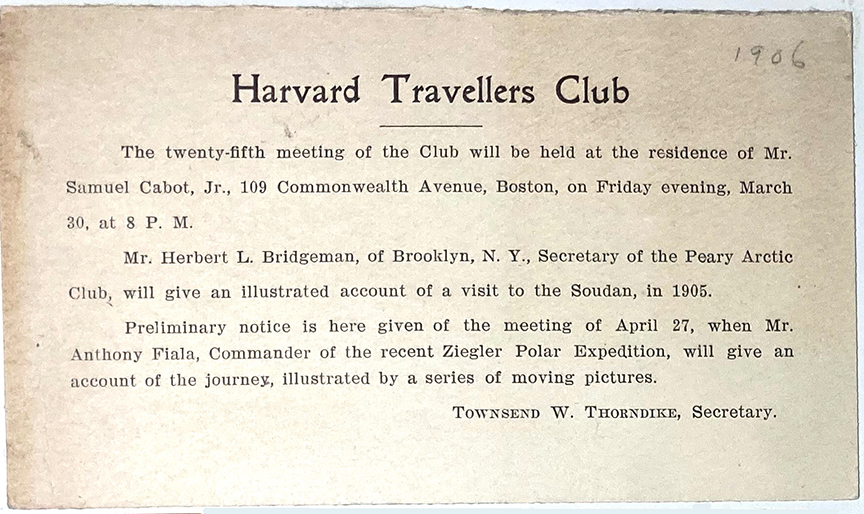 1906
Harvard Travellers Club
The twenty-fifth meeting of the Club will be held at the residence of Mr.
Samuel Cabot, Jr., 109 Commonwealth Avenue, Boston, on Friday evening, March
30, at 8 P. M.
Mr. Herbert L. Bridgeman, of Brooklyn, N. Y., Secretary of the Peary Arctic
Club, will give an illustrated account of a visit to the Soudan, in 1905.
Preliminary notice is here given of the meeting of April 27, when Mr.
Anthony Fiala, Commander of the recent Ziegler Polar Expedition, will give an
account of the journey, illustrated by a series of moving pictures.
Townsend W. Thorndike, Secretary.